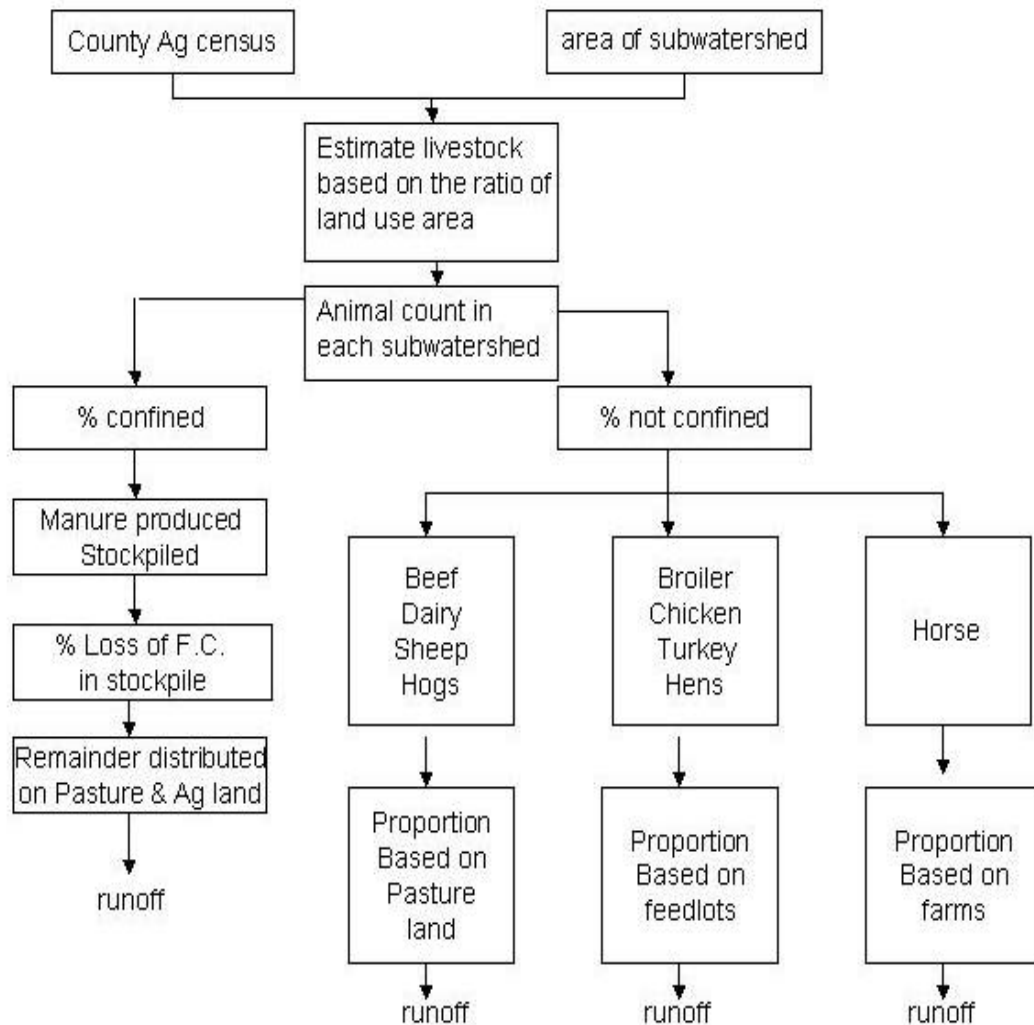 County Ag census
area of subwatershed
Estimate livestock
based on the ratio of
land use area
Animal count in
each subwatershed
% confined
% not confined
Manure produced
Stockpiled
% Loss of F.C.
in stockpile
Remainder distributed
on Pasture & Ag land
runoff
Beef
Dairy
Sheep
Hogs
Broiler
Chicken
Turkey
Hens
Horse
Proportion
Based on
Pasture
land
Proportion
Based on
feedlots
Proportion
Based on
farms
runoff
runoff
runoff